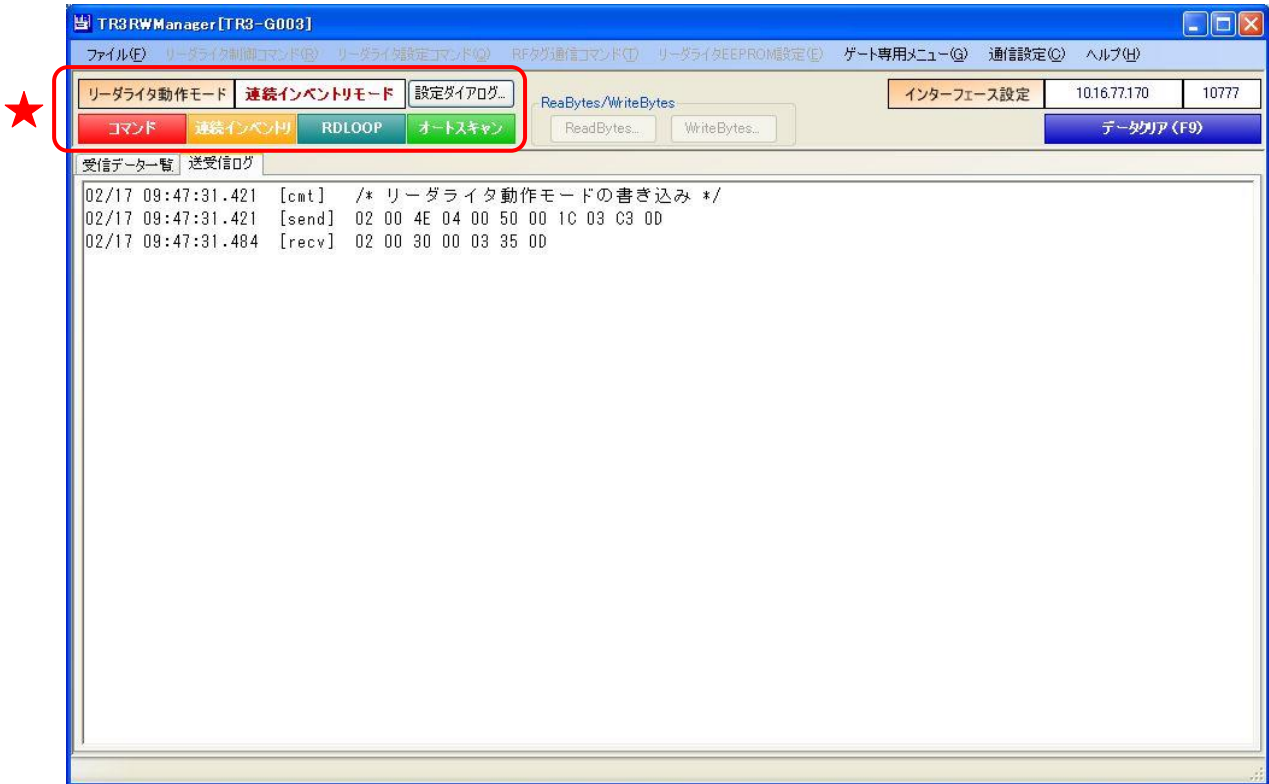 TR3RWManager[TR3-G003]
ファイル(F) リーダライタ制御コマンド(R) リーダライタ設定コマンド(Q) RFタグ通信コマンド(T) リーダライタEEPROM設定(E) ゲート専用メニュー(G) 通信設定(C) ヘルプ(H)
リーダライタ動作モード 連続インベントリモード 設定ダイアログ... ReaBytes/WriteBytes インターフェース設定 10.16.77.170 10777
コマンド 連続インベントリ RDLOOP オートスキャン ReadBytes... WriteBytes... データクリア(F9)
受信データ一覧 送受信ログ
02/17 09:47:31.421 [cmt] /* リーダライタ動作モードの書き込み */
02/17 09:47:31.421 [send] 02 00 4E 04 00 50 00 1C 03 C3 0D
02/17 09:47:31.484 [recv] 02 00 30 00 03 35 0D